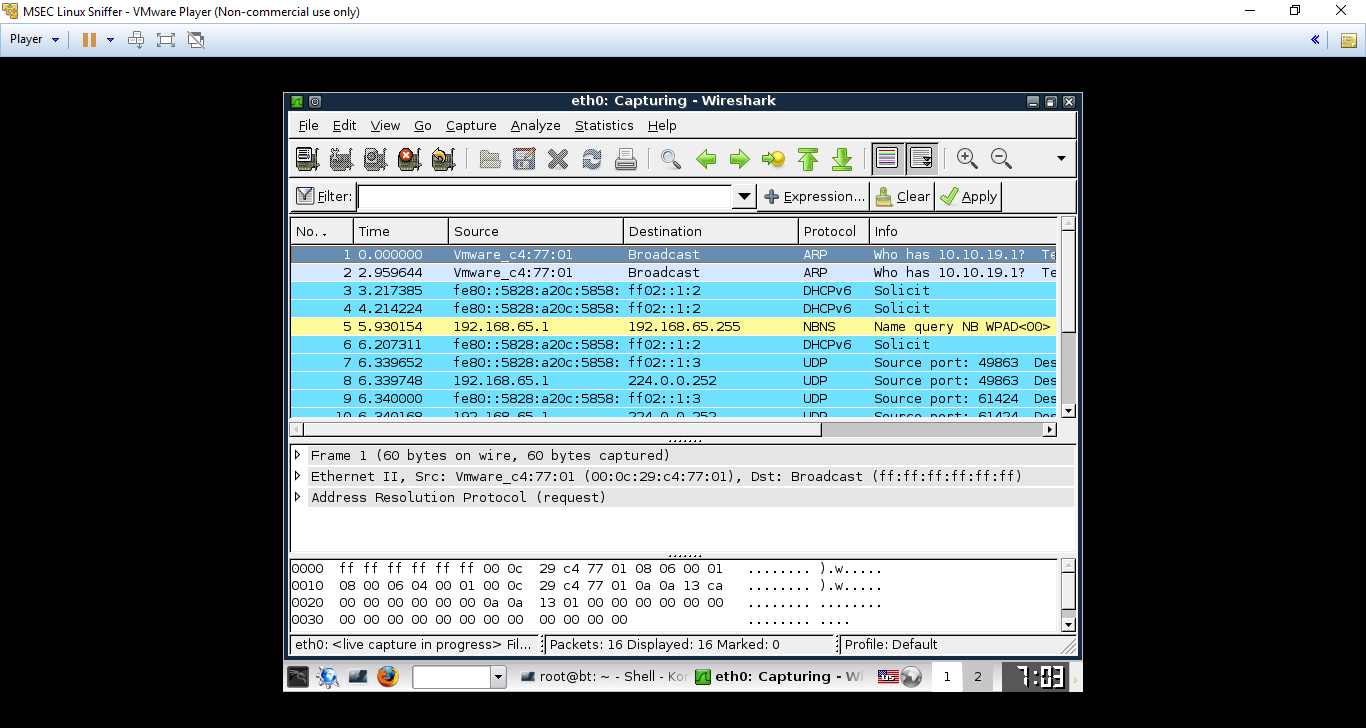 MSEC Linux Sniffer - VMware Player (Non-commercial use only)
Player
eth0: Capturing - Wireshark
File Edit View Go Capture Analyze Statistics Help
Filter: Expression... Clear Apply
No. . Time Source Destination Protocol Info
1 0.000000 Vmware_c4:77:01 Broadcast ARP Who has 10.10.19.1? Te
2 2.959644 Vmware_c4:77:01 Broadcast ARP Who has 10.10.19.1? Te
3 3.217385 fe80::5828:a20c:5858: ff02::1:2 DHCPv6 Solicit
4 4.214224 fe80::5828:a20c:5858: ff02::1:2 DHCPv6 Solicit
5 5.930154 192.168.65.1 192.168.65.255 NBNS Name query NB WPAD<00>
6 6.207311 fe80::5828:a20c:5858: ff02::1:2 DHCPv6 Solicit
7 6.339652 fe80::5828:a20c:5858: ff02::1:3 UDP Source port: 49863 Des
8 6.339748 192.168.65.1 224.0.0.252 UDP Source port: 49863 Des
9 6.340000 fe80::5828:a20c:5858: ff02::1:3 UDP Source port: 61424 Des
10 6.340168 192.168.65.1 224.0.0.252 UDP Source port: 61424 Des
Frame 1 (60 bytes on wire, 60 bytes captured)
Ethernet II, Src: Vmware_c4:77:01 (00:0c:29:c4:77:01), Dst: Broadcast (ff:ff:ff:ff:ff:ff)
Address Resolution Protocol (request)
0000 ff ff ff ff ff ff 00 0c 29 c4 77 01 08 06 00 01 ........ ).w.....
0010 08 00 06 04 00 01 00 0c 29 c4 77 01 0a 0a 13 ca ........ ).w.....
0020 00 00 00 00 00 00 0a 0a 13 01 00 00 00 00 00 00 ........ ........
0030 00 00 00 00 00 00 00 00 00 00 00 00 ........ ....
eth0: <live capture in progress> Fil... Packets: 16 Displayed: 16 Marked: 0 Profile: Default
root@bt: ~ - Shell - Kon eth0: Capturing - Wi 1 2 7:03